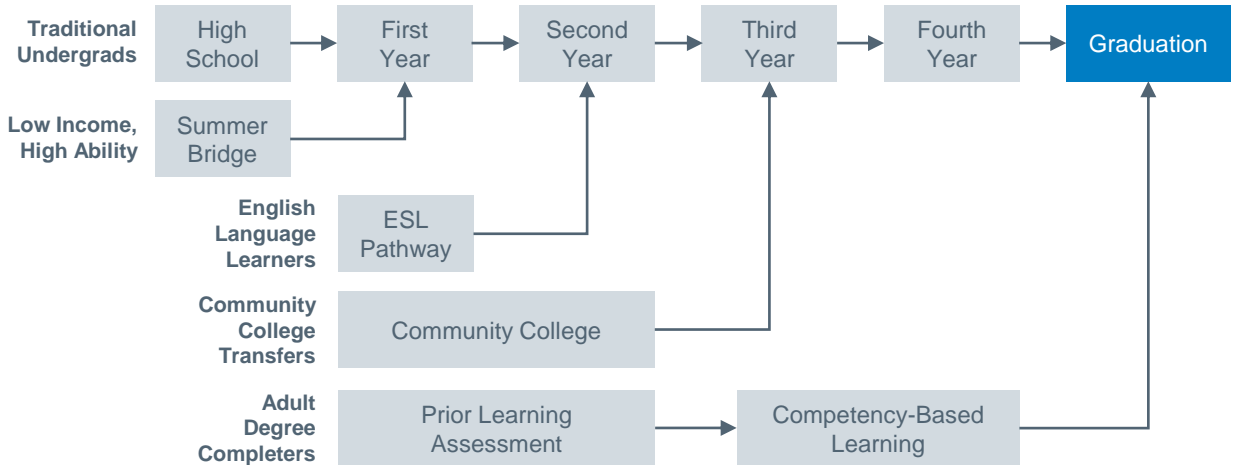 Traditional
Undergrads
High
School
First
Year
Second
Year
Third
Year
Fourth
Year
Graduation
Low Income,
High Ability
Summer
Bridge
English
Language
Learners
ESL
Pathway
Community
College
Transfers
Community College
Adult
Degree
Completers
Prior Learning
Assessment
Competency-Based
Learning